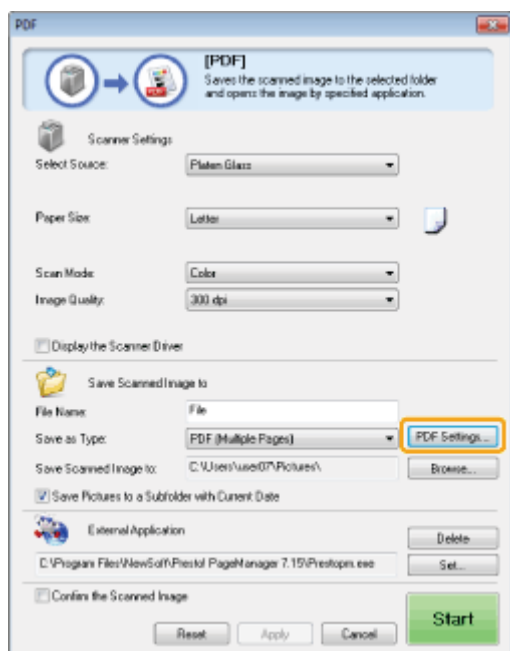 PDF
[PDF]
Saves the scanned image to the selected folder
and opens the image by specified application.
Scanner Settings
Select Source:
Platen Glass
Paper Size:
Letter
Scan Mode:
Color
Image Quality:
300 dpi
Display the Scanner Driver
Save Scanned Image to
File Name:
File
Save as Type:
PDF (Multiple Pages)
PDF Settings...
Save Scanned Image to:
C:\Users\user07\Pictures\
Browse...
Save Pictures to a Subfolder with Current Date
External Application
Delete
C:\Program Files\NewSoft\Presto! PageManager 7.15\Prestopm.exe
Set...
Confirm the Scanned Image
Start
Reset
Apply
Cancel